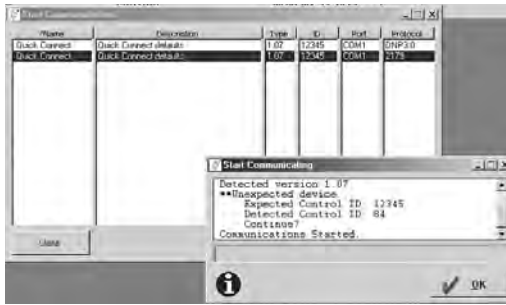 Start Communications
Name Description Type ID Port Protocol
Quick Connect Quick Connect defaults 1.07 12345 COM1 DNP3.0
Quick Connect Quick Connect defaults 1.07 12345 COM1 2179
Start Communicating
Detected version 1.07
**Unexpected device
Expected Control ID 12345
Detected Control ID 84
Continue?
Communications Started.
OK